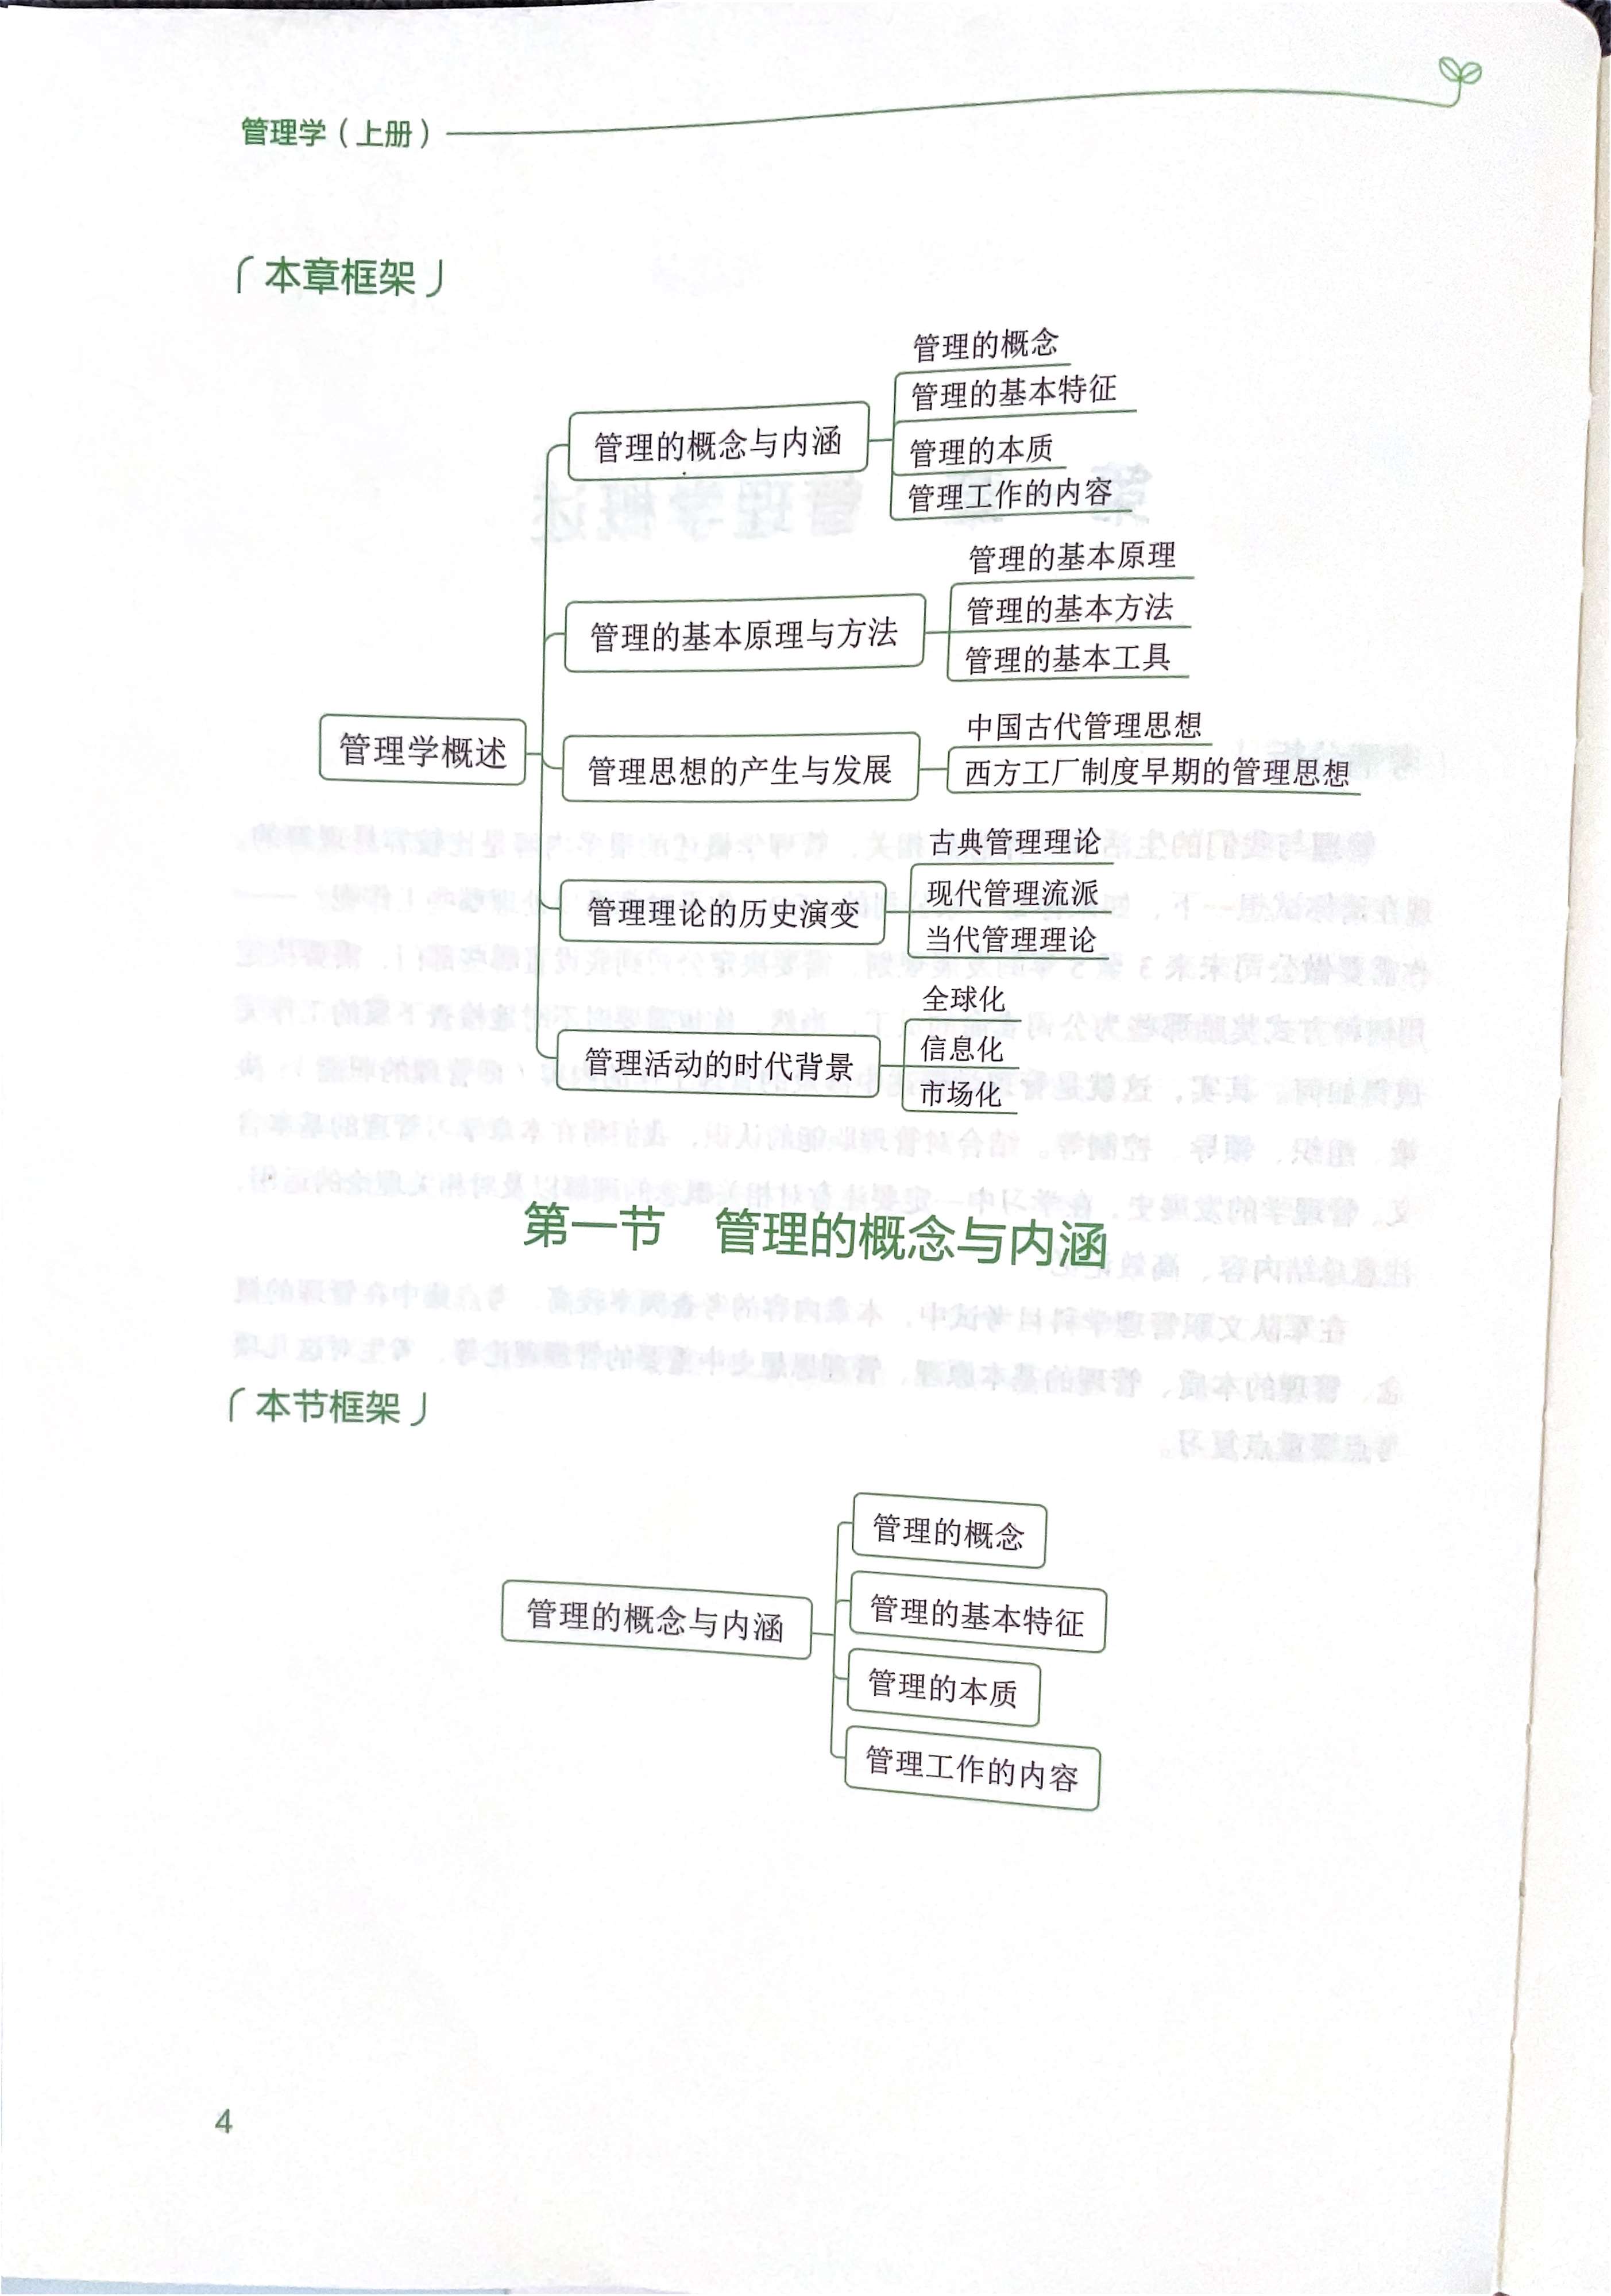 管理学（上册）
「本章框架」
管理学概述
管理的概念与内涵
管理的概念
管理的基本特征
管理的本质
管理工作的内容
管理的基本原理与方法
管理的基本原理
管理的基本方法
管理的基本工具
管理思想的产生与发展
中国古代管理思想
西方工厂制度早期的管理思想
管理理论的历史演变
古典管理理论
现代管理流派
当代管理理论
管理活动的时代背景
全球化
信息化
市场化
第一节 管理的概念与内涵
「本节框架」
管理的概念与内涵
管理的概念
管理的基本特征
管理的本质
管理工作的内容
4